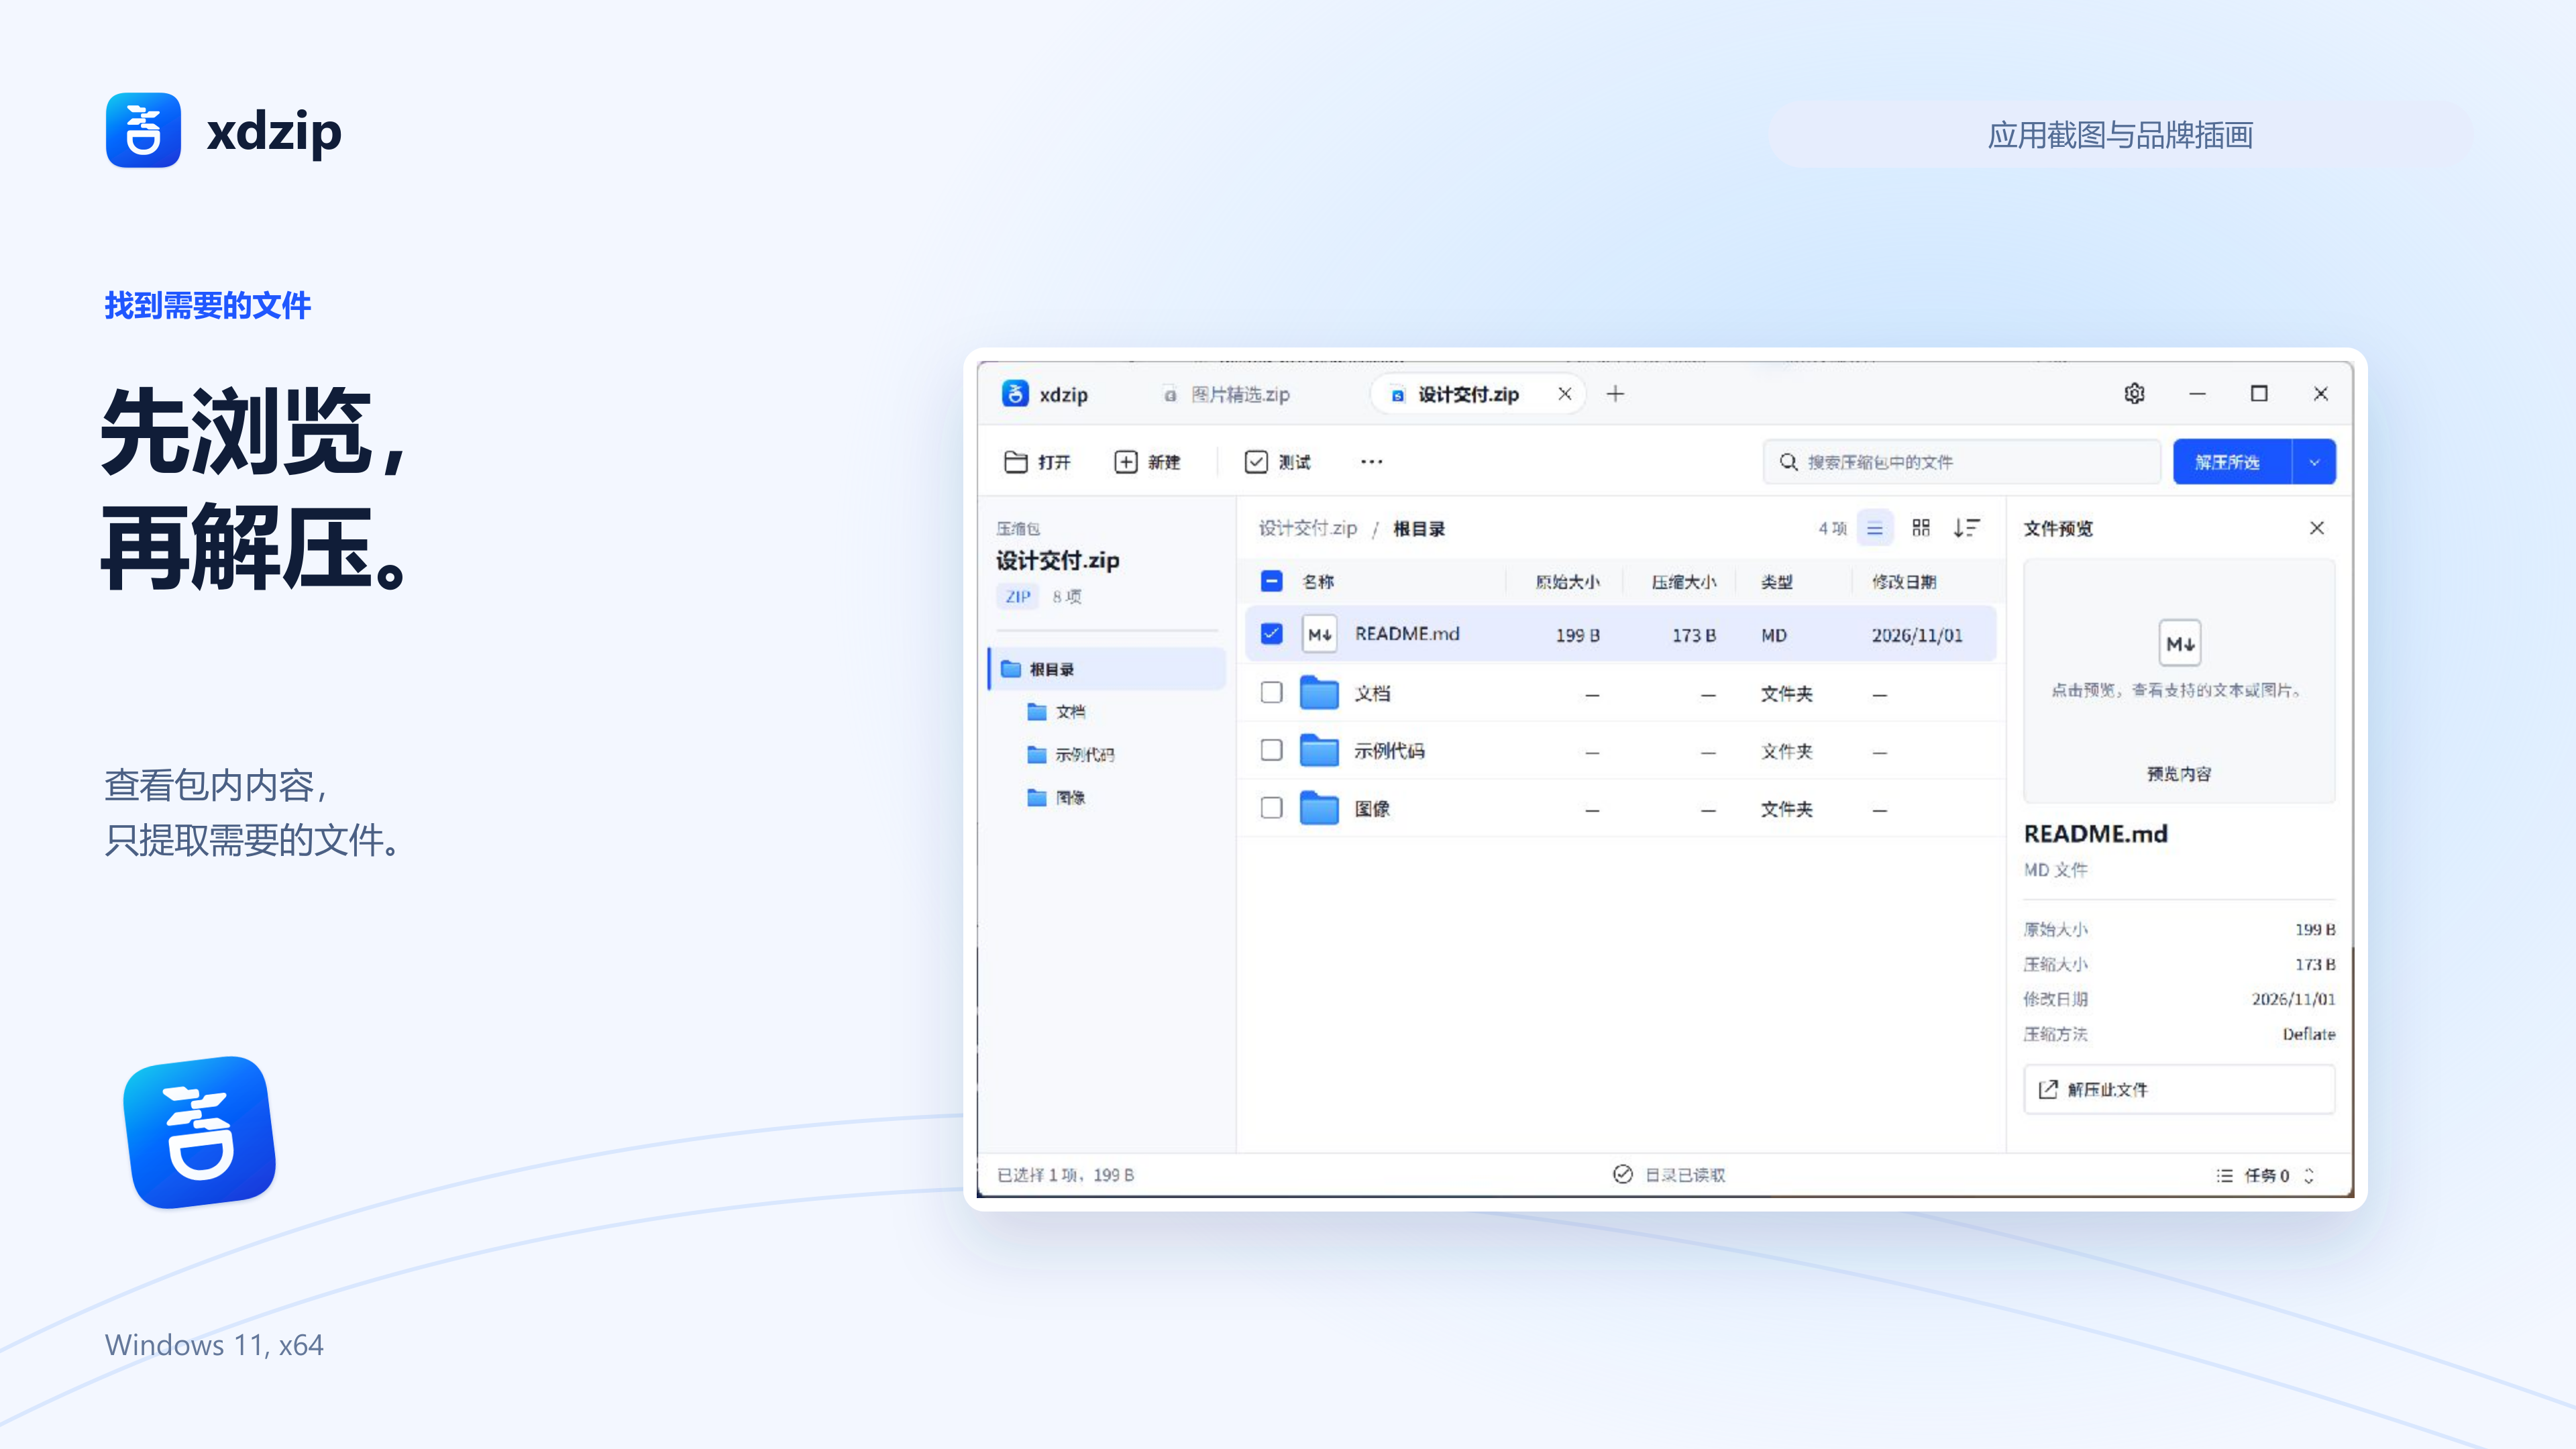 xdzip
应用截图与品牌插画
找到需要的文件
先浏览，
再解压。
查看包内内容，
只提取需要的文件。
Windows 11, x64
xdzip
图片精选.zip
设计交付.zip
打开
新建
测试
搜索压缩包中的文件
解压所选
压缩包
设计交付.zip
ZIP 8 项
根目录
文档
示例代码
图像
设计交付.zip / 根目录
4 项
名称 原始大小 压缩大小 类型 修改日期
README.md 199 B 173 B MD 2026/11/01
文档 — — 文件夹 —
示例代码 — — 文件夹 —
图像 — — 文件夹 —
文件预览
M↓
点击预览，查看支持的文本或图片。
预览内容
README.md
MD 文件
原始大小 199 B
压缩大小 173 B
修改日期 2026/11/01
压缩方法 Deflate
解压此文件
已选择 1 项，199 B
目录已读取
任务 0